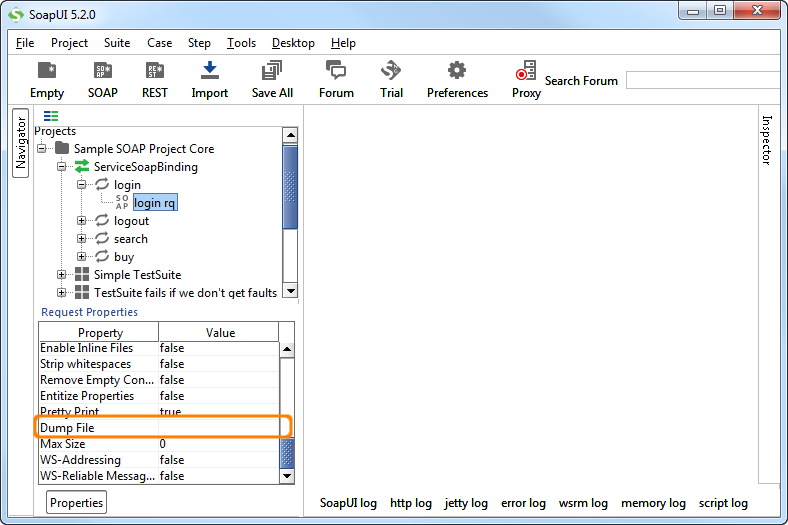 SoapUI 5.2.0
File Project Suite Case Step Tools Desktop Help
Empty SOAP REST Import Save All Forum Trial Preferences Proxy Search Forum
Navigator
Inspector
Projects
Sample SOAP Project Core
ServiceSoapBinding
login
SO
AP
login rq
logout
search
buy
Simple TestSuite
TestSuite fails if we don't get faults
Request Properties
Property Value
Enable Inline Files false
Strip whitespaces false
Remove Empty Con... false
Entitize Properties false
Pretty Print true
Dump File
Max Size 0
WS-Addressing false
WS-Reliable Messag... false
Properties
SoapUI log http log jetty log error log wsrm log memory log script log